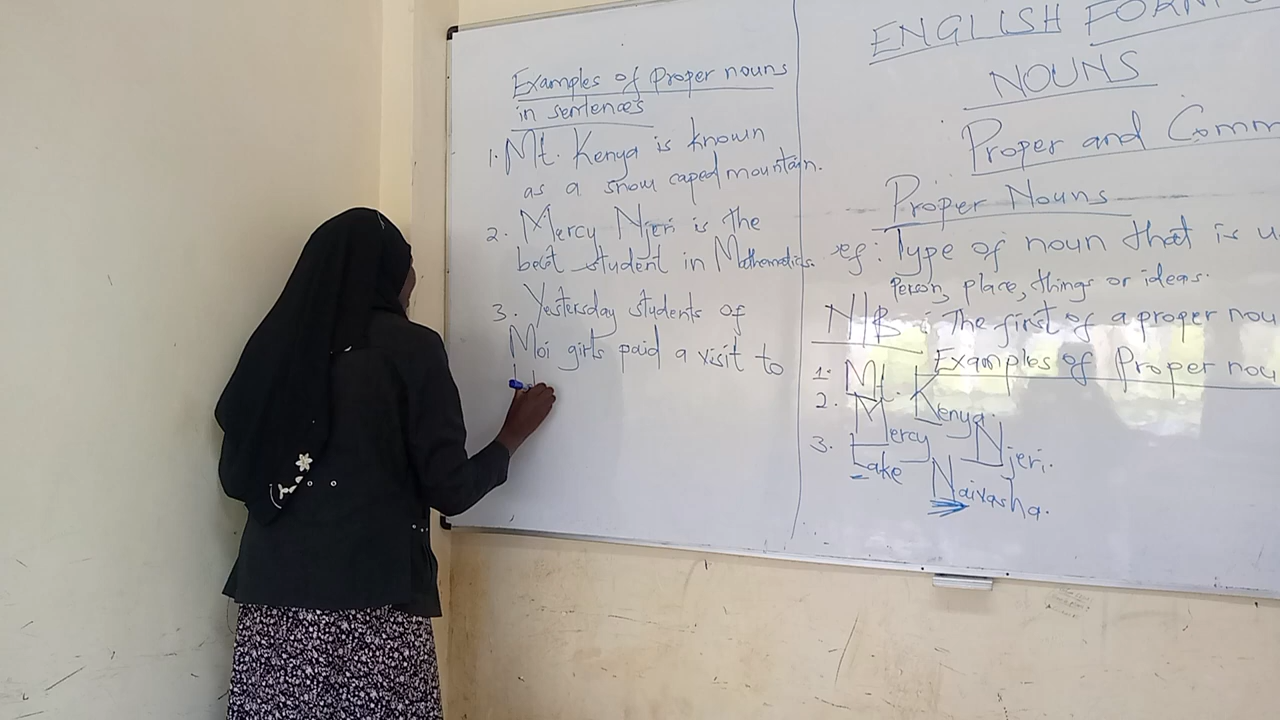 Examples of Proper nouns
in sentences
1. Mt. Kenya is known
as a snow caped mountain.
2. Mercy Njeri is the
best student in Mathematics.
3. Yesterday students of
Moi girls paid a visit to
ENGLISH FORM
NOUNS
Proper and Comm
Proper Nouns
eg: Type of noun that is u
Person, place, things or ideas.
N/B : The first of a proper nou
Examples of Proper nou
1. Mt. Kenya.
2. Mercy Njeri.
3. Lake Naivasha.